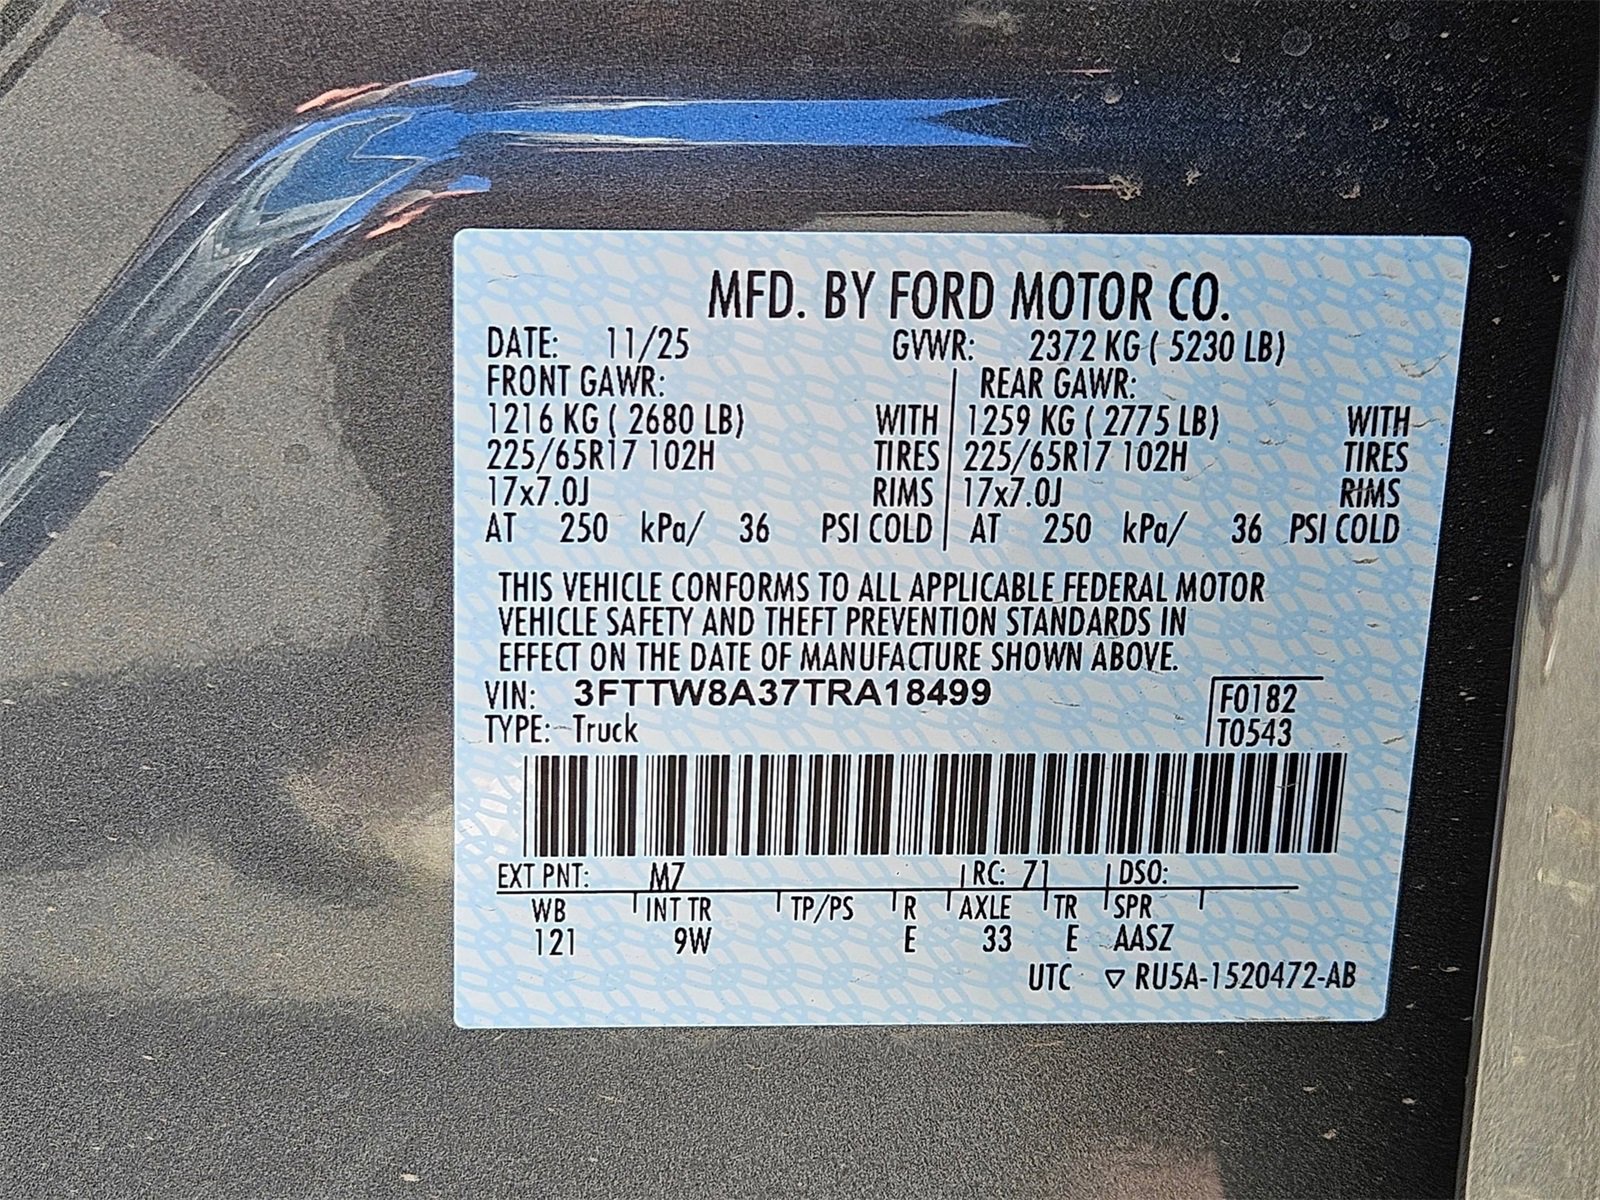 MFD. BY FORD MOTOR CO.
DATE: 11/25 GVWR: 2372 KG ( 5230 LB)
FRONT GAWR: REAR GAWR:
1216 KG ( 2680 LB) WITH 1259 KG ( 2775 LB) WITH
225/65R17 102H TIRES 225/65R17 102H TIRES
17x7.0J RIMS 17x7.0J RIMS
AT 250 kPa/ 36 PSI COLD AT 250 kPa/ 36 PSI COLD
THIS VEHICLE CONFORMS TO ALL APPLICABLE FEDERAL MOTOR
VEHICLE SAFETY AND THEFT PREVENTION STANDARDS IN
EFFECT ON THE DATE OF MANUFACTURE SHOWN ABOVE.
VIN: 3FTTW8A37TRA18499 F0182
TYPE: Truck T0543
EXT PNT: M7 RC: 71 DSO:
WB INT TR TP/PS R AXLE TR SPR
121 9W E 33 E AASZ
UTC ▽ RU5A-1520472-AB